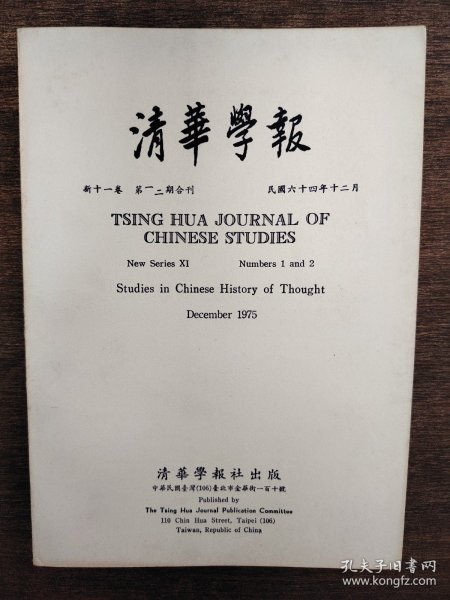 清華學報
新十一卷 第一二期合刊 民國六十四年十二月
TSING HUA JOURNAL OF
CHINESE STUDIES
New Series XI Numbers 1 and 2
Studies in Chinese History of Thought
December 1975
清華學報社出版
中華民國臺灣(106)臺北市金華街一百十號
Published by
The Tsing Hua Journal Publication Committee
110 Chin Hua Street, Taipei (106)
Taiwan, Republic of China
孔夫子旧书网
www.kongfz.com